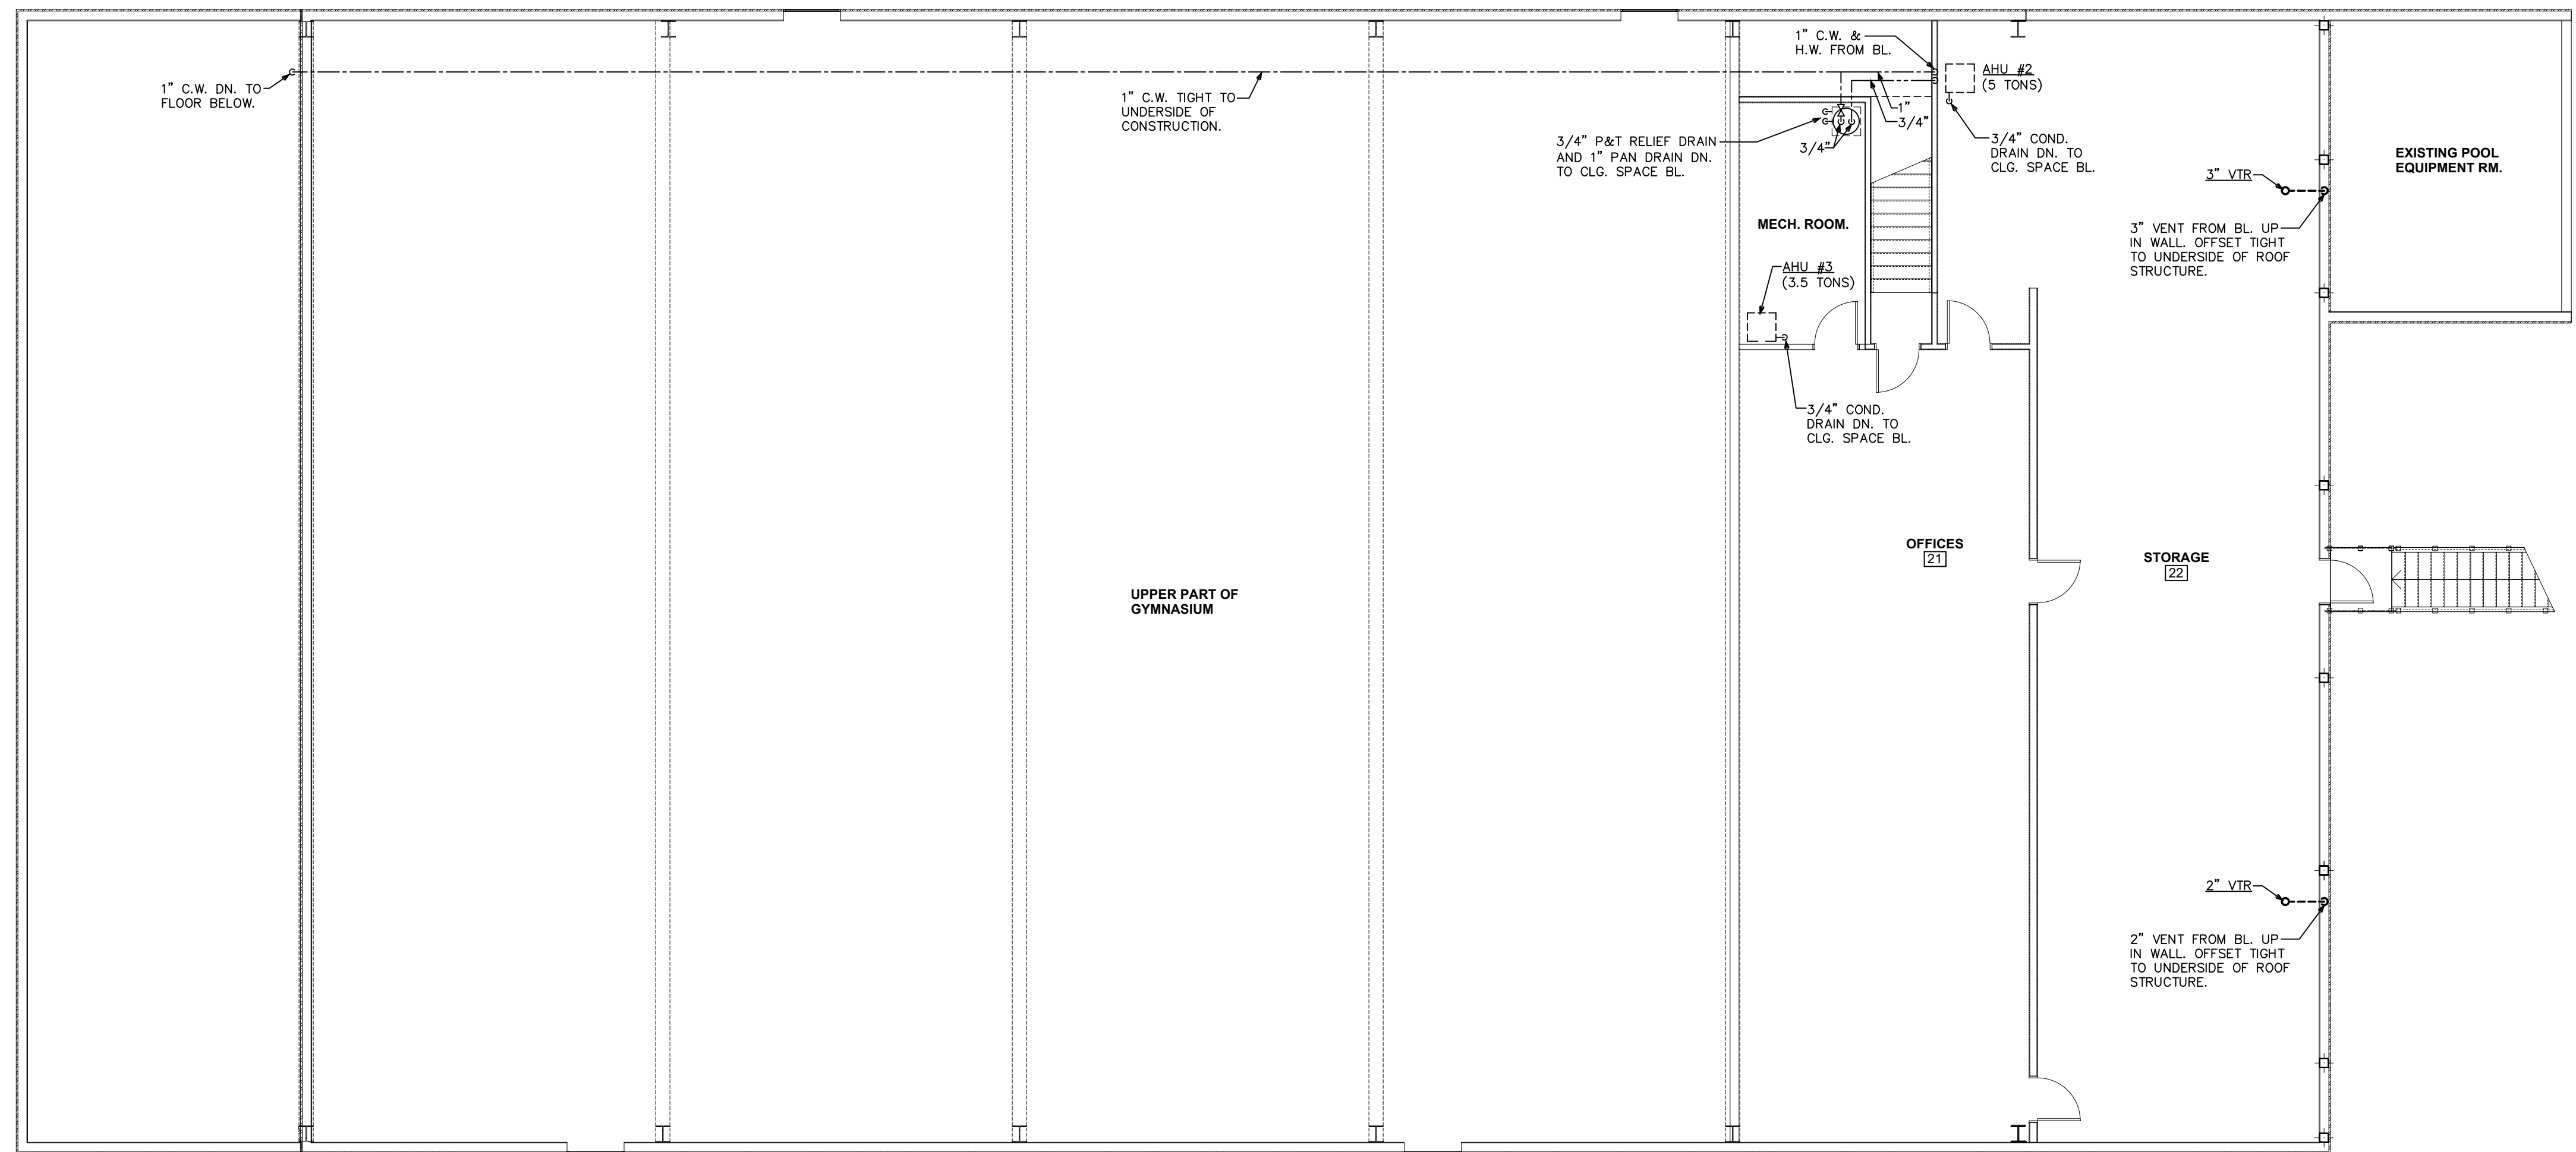 1" C.W. DN. TO
FLOOR BELOW.
1" C.W. TIGHT TO
UNDERSIDE OF
CONSTRUCTION.
1" C.W. &
H.W. FROM BL.
AHU #2
(5 TONS)
1"
3/4"
3/4"
3/4" P&T RELIEF DRAIN
AND 1" PAN DRAIN DN.
TO CLG. SPACE BL.
3/4" COND.
DRAIN DN. TO
CLG. SPACE BL.
EXISTING POOL
EQUIPMENT RM.
3" VTR
3" VENT FROM BL. UP
IN WALL. OFFSET TIGHT
TO UNDERSIDE OF ROOF
STRUCTURE.
MECH. ROOM.
AHU #3
(3.5 TONS)
3/4" COND.
DRAIN DN. TO
CLG. SPACE BL.
OFFICES
21
STORAGE
22
UPPER PART OF
GYMNASIUM
2" VTR
2" VENT FROM BL. UP
IN WALL. OFFSET TIGHT
TO UNDERSIDE OF ROOF
STRUCTURE.